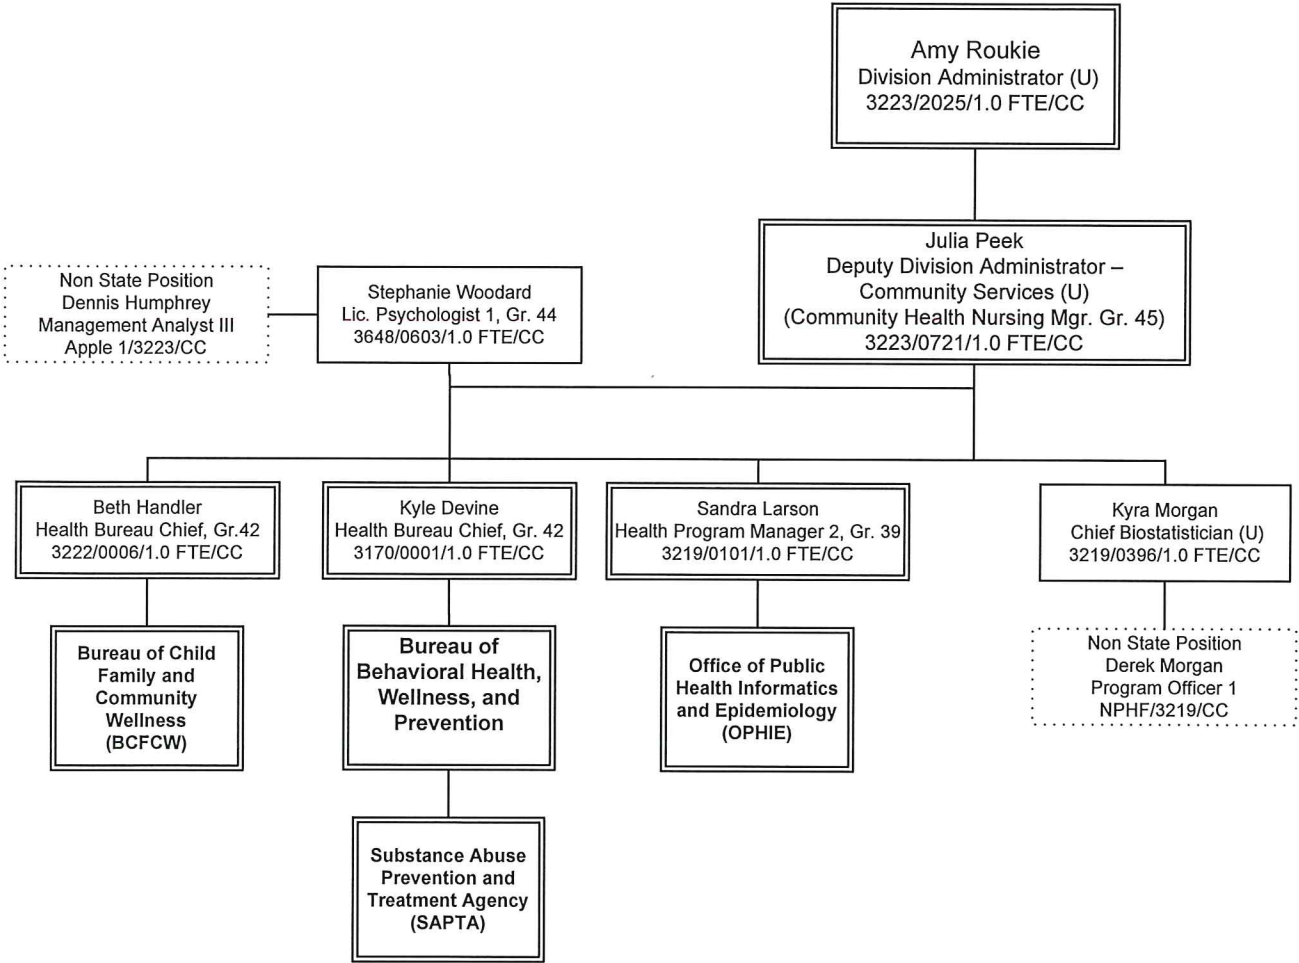 Amy Roukie
Division Administrator (U)
3223/2025/1.0 FTE/CC
Julia Peek
Deputy Division Administrator –
Community Services (U)
(Community Health Nursing Mgr. Gr. 45)
3223/0721/1.0 FTE/CC
Non State Position
Dennis Humphrey
Management Analyst III
Apple 1/3223/CC
Stephanie Woodard
Lic. Psychologist 1, Gr. 44
3648/0603/1.0 FTE/CC
Beth Handler
Health Bureau Chief, Gr.42
3222/0006/1.0 FTE/CC
Kyle Devine
Health Bureau Chief, Gr. 42
3170/0001/1.0 FTE/CC
Sandra Larson
Health Program Manager 2, Gr. 39
3219/0101/1.0 FTE/CC
Kyra Morgan
Chief Biostatistician (U)
3219/0396/1.0 FTE/CC
Bureau of Child
Family and
Community
Wellness
(BCFCW)
Bureau of
Behavioral Health,
Wellness, and
Prevention
Office of Public
Health Informatics
and Epidemiology
(OPHIE)
Non State Position
Derek Morgan
Program Officer 1
NPHF/3219/CC
Substance Abuse
Prevention and
Treatment Agency
(SAPTA)